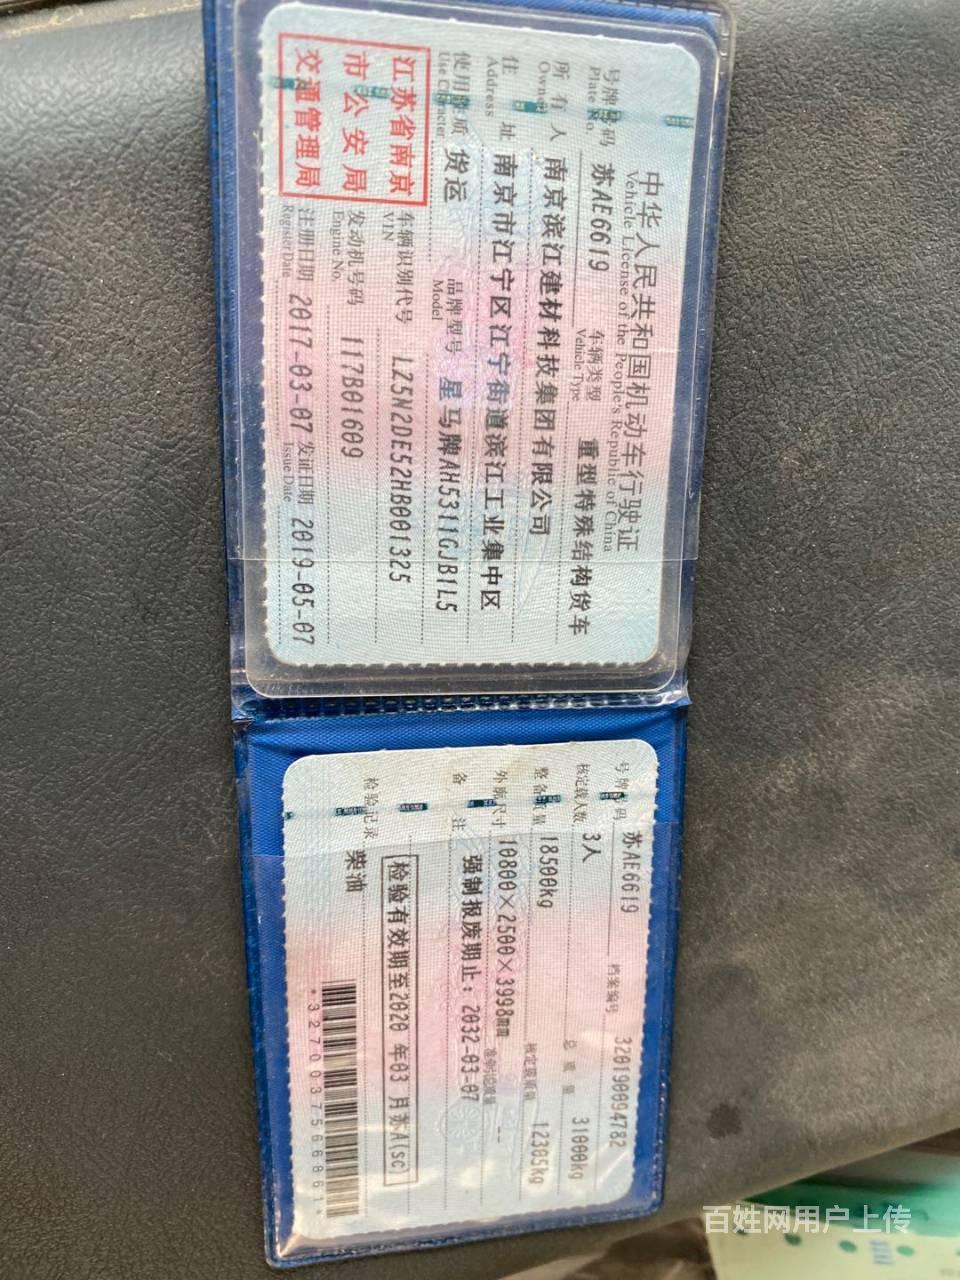 中华人民共和国机动车行驶证
Vehicle License of the People's Republic of China
号牌号码 苏AE6619 车辆类型 重型特殊结构货车
Plate No. Vehicle Type
所有人 南京滨江建材科技集团有限公司
Owner
住址 南京市江宁区江宁街道滨江工业集中区
Address
使用性质 货运 品牌型号 星马牌AH5311GJB1L5
Use Character Model
江苏省南京
市公安局
交通管理局
车辆识别代号 LZ5N2DE52HB001325
VIN
发动机号码 117B01609
Engine No.
注册日期 2017-03-07 发证日期 2019-05-07
Register Date Issue Date
号牌号码 苏AE6619 档案编号 320190094782
核定载人数 3人 总质量 31000kg
整备质量 18500kg 核定载质量 12305kg
外廓尺寸 10800×2500×3998mm 准牵引总质量 --
备注 强制报废期止：2032-03-07
检验有效期至2020年03月苏A(sc)
检验记录 柴油
*3270037566861*
百姓网用户上传